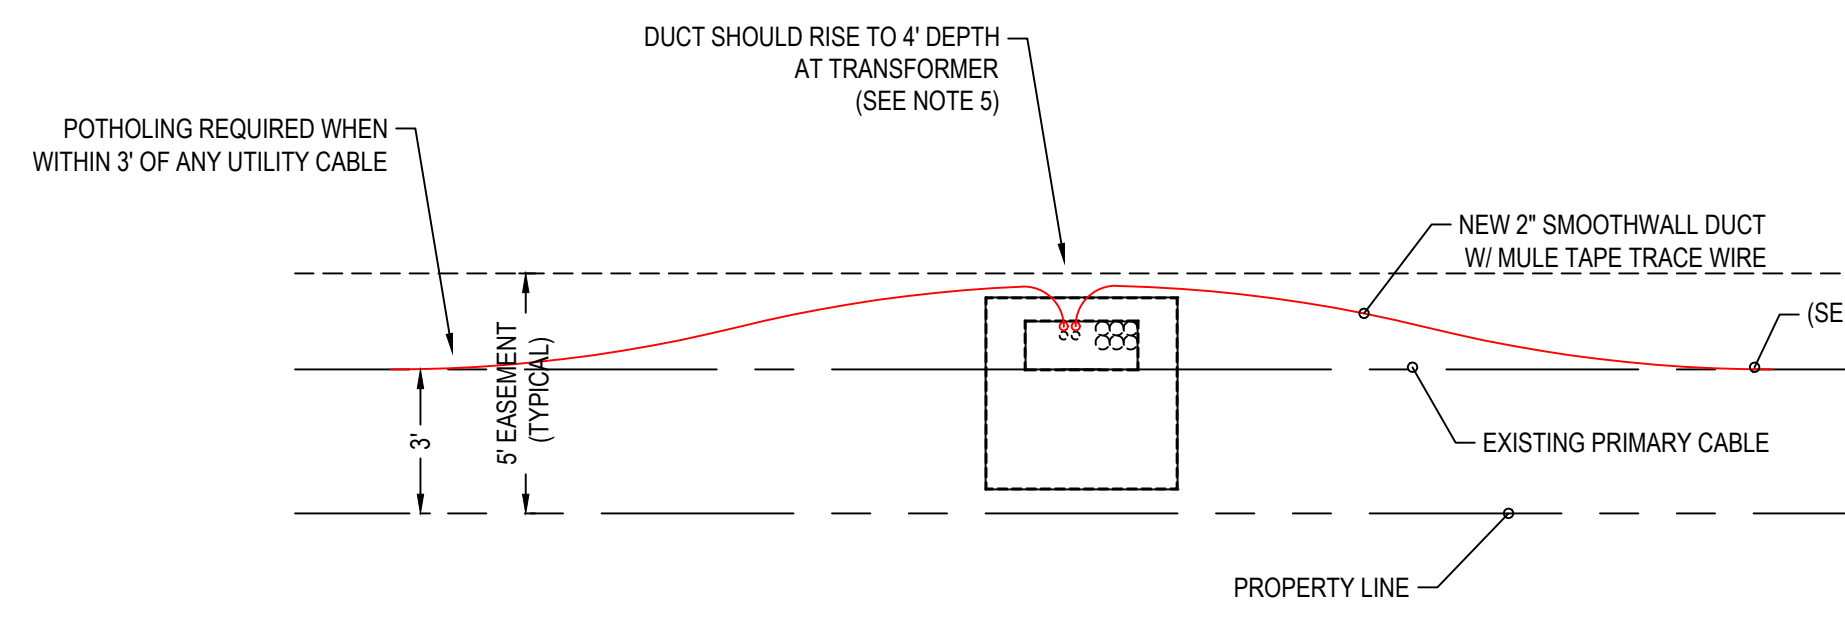 DUCT SHOULD RISE TO 4' DEPTH
AT TRANSFORMER
(SEE NOTE 5)
POTHOLING REQUIRED WHEN
WITHIN 3' OF ANY UTILITY CABLE
NEW 2" SMOOTHWALL DUCT
W/ MULE TAPE TRACE WIRE
(SE
5' EASEMENT
(TYPICAL)
3'
EXISTING PRIMARY CABLE
PROPERTY LINE